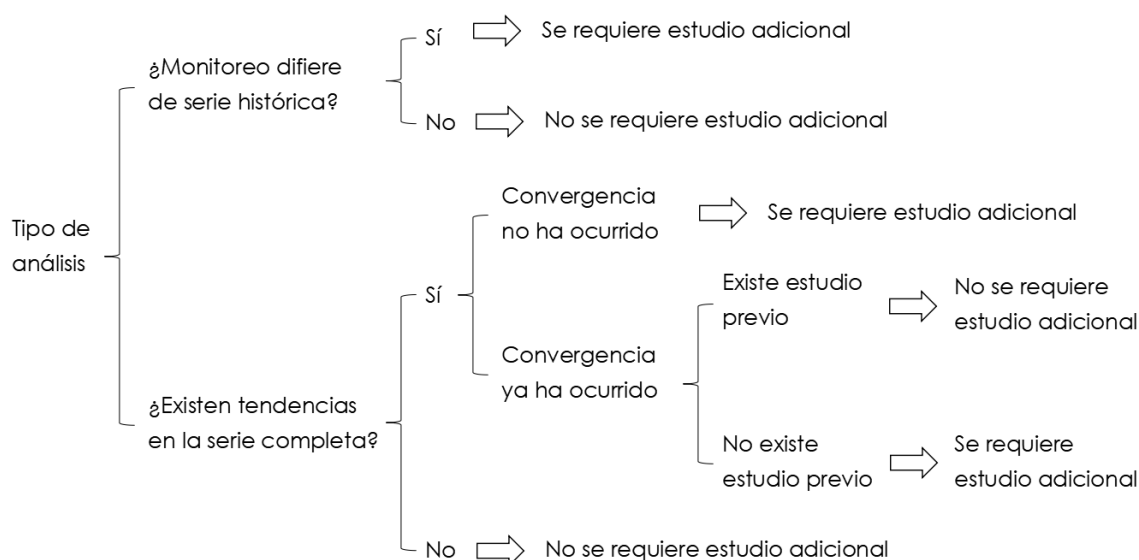 Sí
Se requiere estudio adicional
¿Monitoreo difiere
de serie histórica?
No
No se requiere estudio adicional
Tipo de
análisis
Convergencia
no ha ocurrido
Se requiere estudio adicional
Sí
Existe estudio
previo
No se requiere
estudio adicional
Convergencia
ya ha ocurrido
¿Existen tendencias
en la serie completa?
No existe
estudio previo
Se requiere
estudio adicional
No
No se requiere estudio adicional